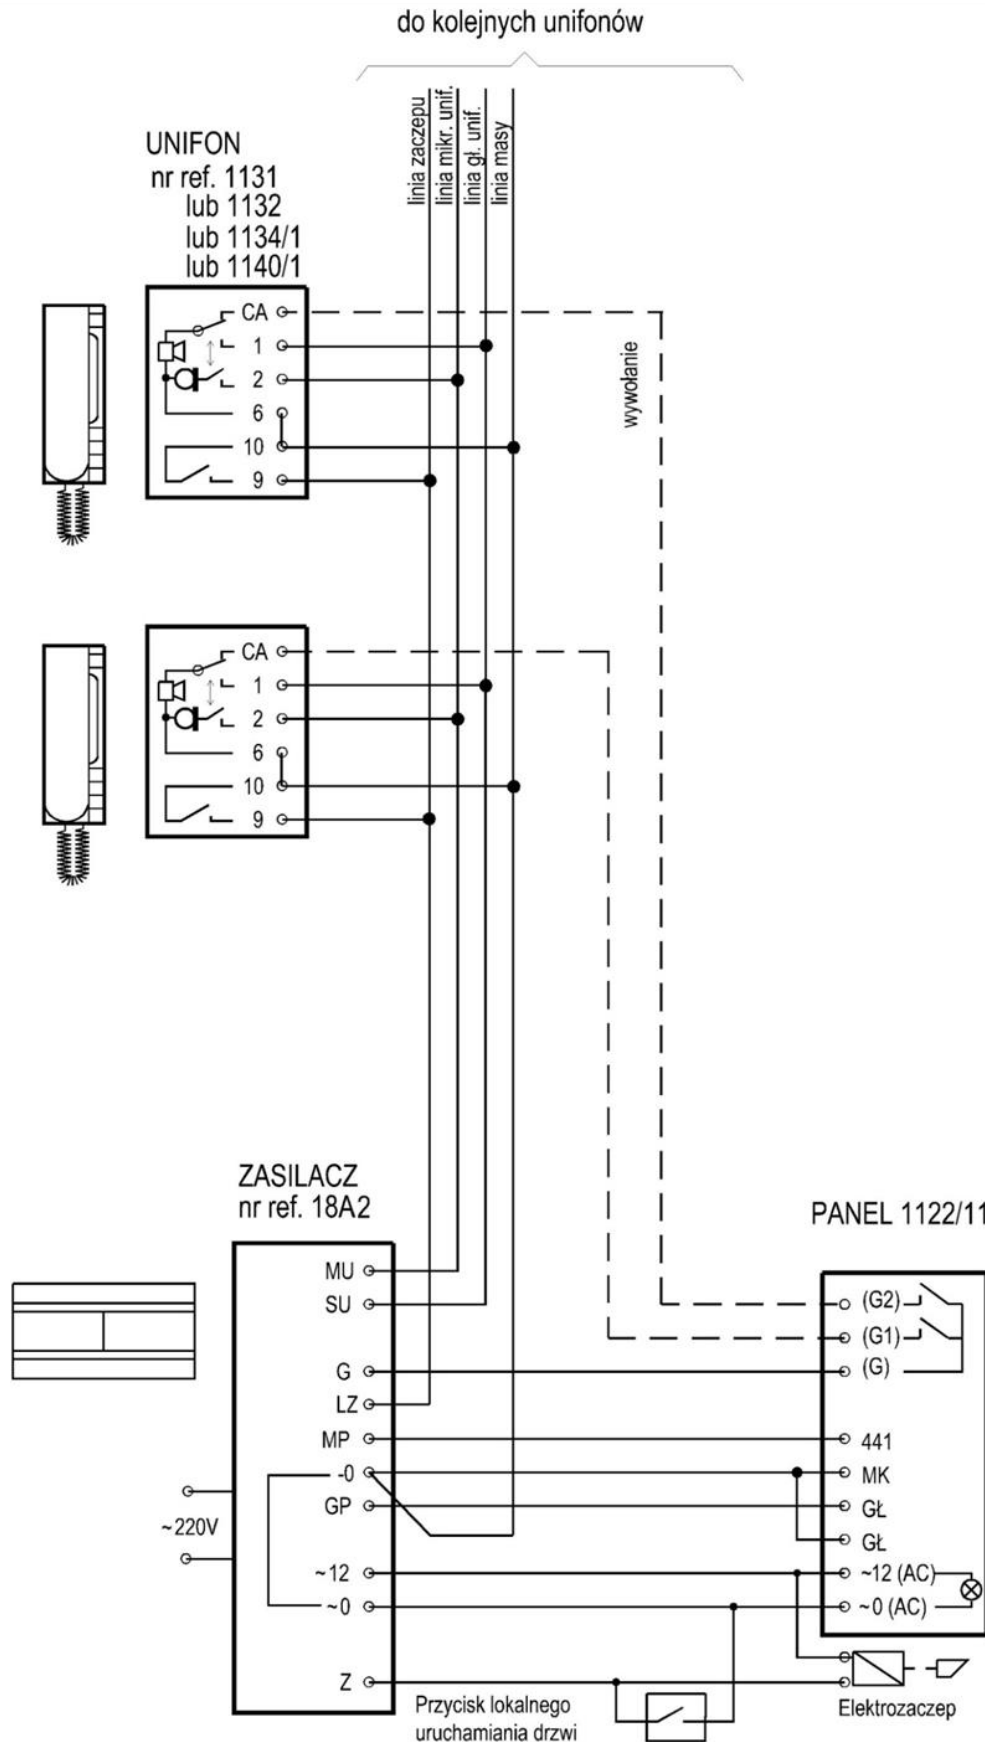 do kolejnych unifonów
linia zaczepu
linia mikr. unif.
linia gł. unif.
linia masy
UNIFON
nr ref. 1131
lub 1132
lub 1134/1
lub 1140/1
CA
1
2
6
10
9
wywołanie
CA
1
2
6
10
9
ZASILACZ
nr ref. 18A2
PANEL 1122/11
MU
SU
G
LZ
MP
-0
GP
~12
~0
Z
~220V
(G2)
(G1)
(G)
441
MK
GŁ
GŁ
~12 (AC)
~0 (AC)
Elektrozaczep
Przycisk lokalnego
uruchamiania drzwi